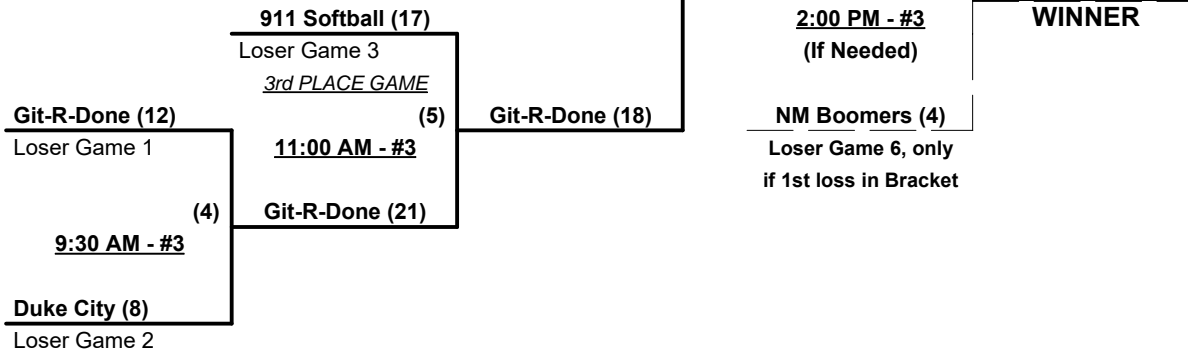 911 Softball (17)
Loser Game 3
3rd PLACE GAME
2:00 PM - #3
(If Needed)
WINNER
Git-R-Done (12)
Loser Game 1
(5)
11:00 AM - #3
Git-R-Done (18)
NM Boomers (4)
Loser Game 6, only
if 1st loss in Bracket
(4)
9:30 AM - #3
Git-R-Done (21)
Duke City (8)
Loser Game 2